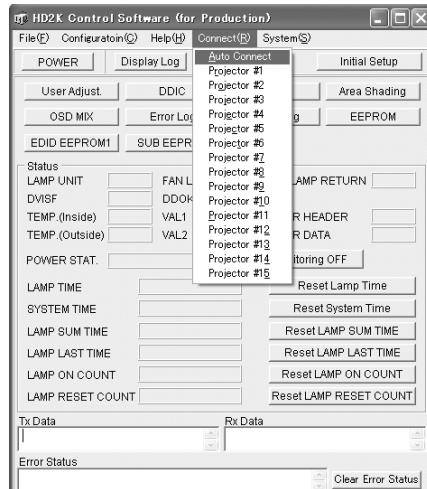 HD2K Control Software (for Production)
File(F) Configuratoin(C) Help(H) Connect(R) System(S)
POWER Display Log Initial Setup
Auto Connect
Projector #1
Projector #2
Projector #3
Projector #4
Projector #5
Projector #6
Projector #7
Projector #8
Projector #9
Projector #10
Projector #11
Projector #12
Projector #13
Projector #14
Projector #15
User Adjust. DDIC Area Shading
OSD MIX Error Log EEPROM
EDID EEPROM1 SUB EEPR
Status
LAMP UNIT FAN L LAMP RETURN
DVISF DDOK
TEMP.(Inside) VAL1 R HEADER
TEMP.(Outside) VAL2 R DATA
POWER STAT. itoring OFF
LAMP TIME Reset Lamp Time
SYSTEM TIME Reset System Time
LAMP SUM TIME Reset LAMP SUM TIME
LAMP LAST TIME Reset LAMP LAST TIME
LAMP ON COUNT Reset LAMP ON COUNT
LAMP RESET COUNT Reset LAMP RESET COUNT
Tx Data Rx Data
Error Status
Clear Error Status